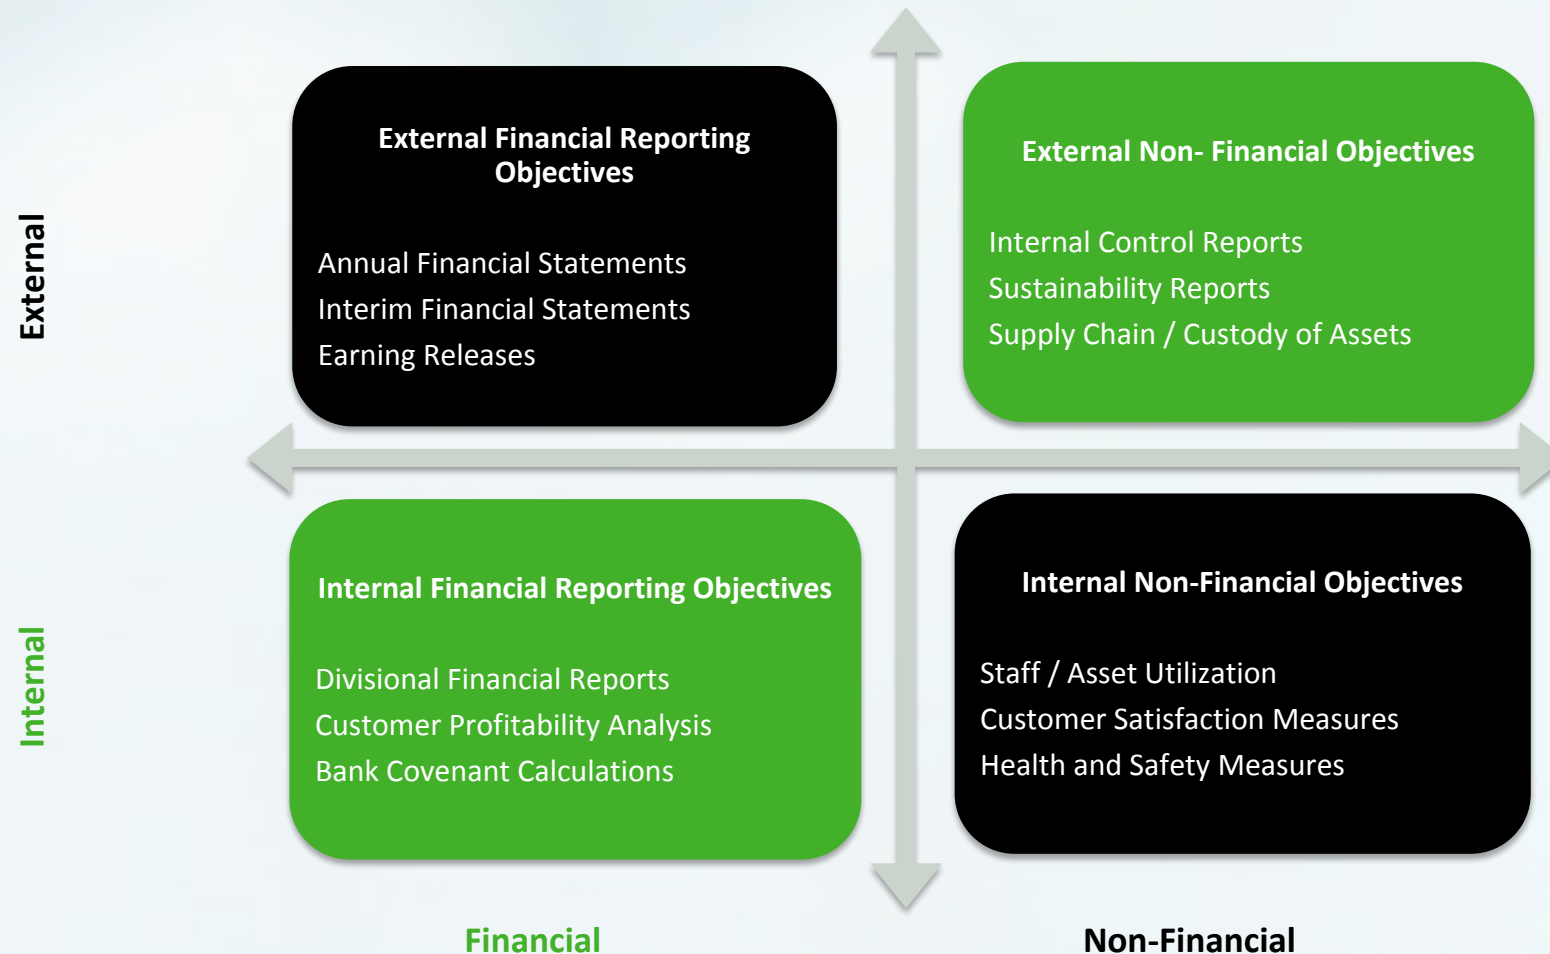 External
External Financial Reporting
Objectives
Annual Financial Statements
Interim Financial Statements
Earning Releases
External Non- Financial Objectives
Internal Control Reports
Sustainability Reports
Supply Chain / Custody of Assets
Internal
Internal Financial Reporting Objectives
Divisional Financial Reports
Customer Profitability Analysis
Bank Covenant Calculations
Internal Non-Financial Objectives
Staff / Asset Utilization
Customer Satisfaction Measures
Health and Safety Measures
Financial
Non-Financial